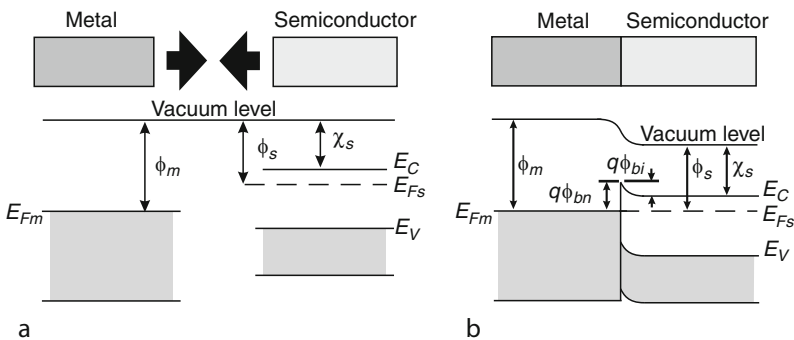 Metal Semiconductor
Vacuum level
ϕm
ϕs
χs
EC
EFs
EFm
EV
a
Metal Semiconductor
Vacuum level
ϕm
qϕbi
ϕs
χs
EC
qϕbn
EFm
EFs
EV
b